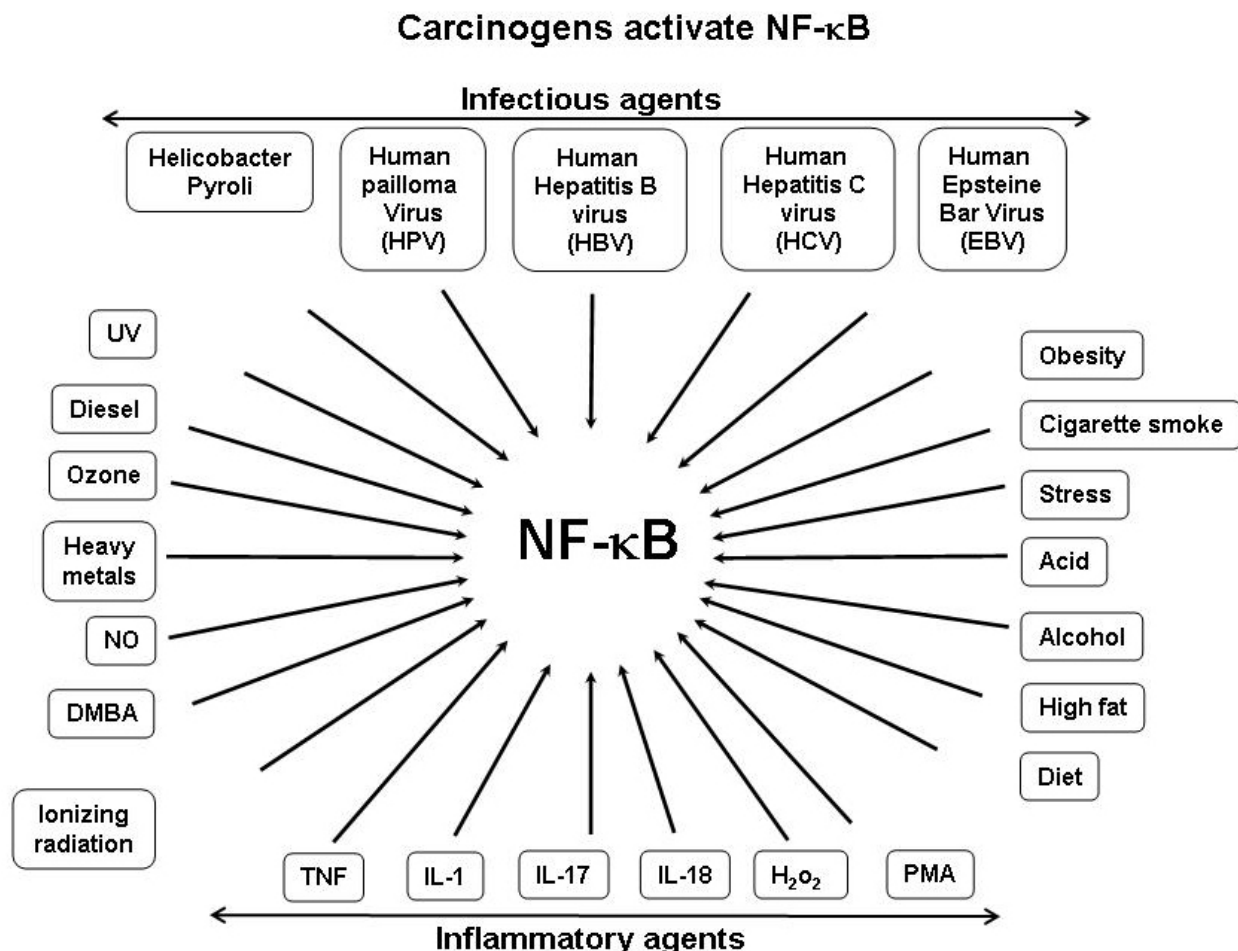 Carcinogens activate NF-κB
Infectious agents
Helicobacter
Pyroli
Human
pailloma
Virus
(HPV)
Human
Hepatitis B
virus
(HBV)
Human
Hepatitis C
virus
(HCV)
Human
Epsteine
Bar Virus
(EBV)
UV
Diesel
Ozone
Heavy
metals
NO
DMBA
Ionizing
radiation
NF-κB
Obesity
Cigarette smoke
Stress
Acid
Alcohol
High fat
Diet
TNF
IL-1
IL-17
IL-18
H₂o₂
PMA
Inflammatory agents